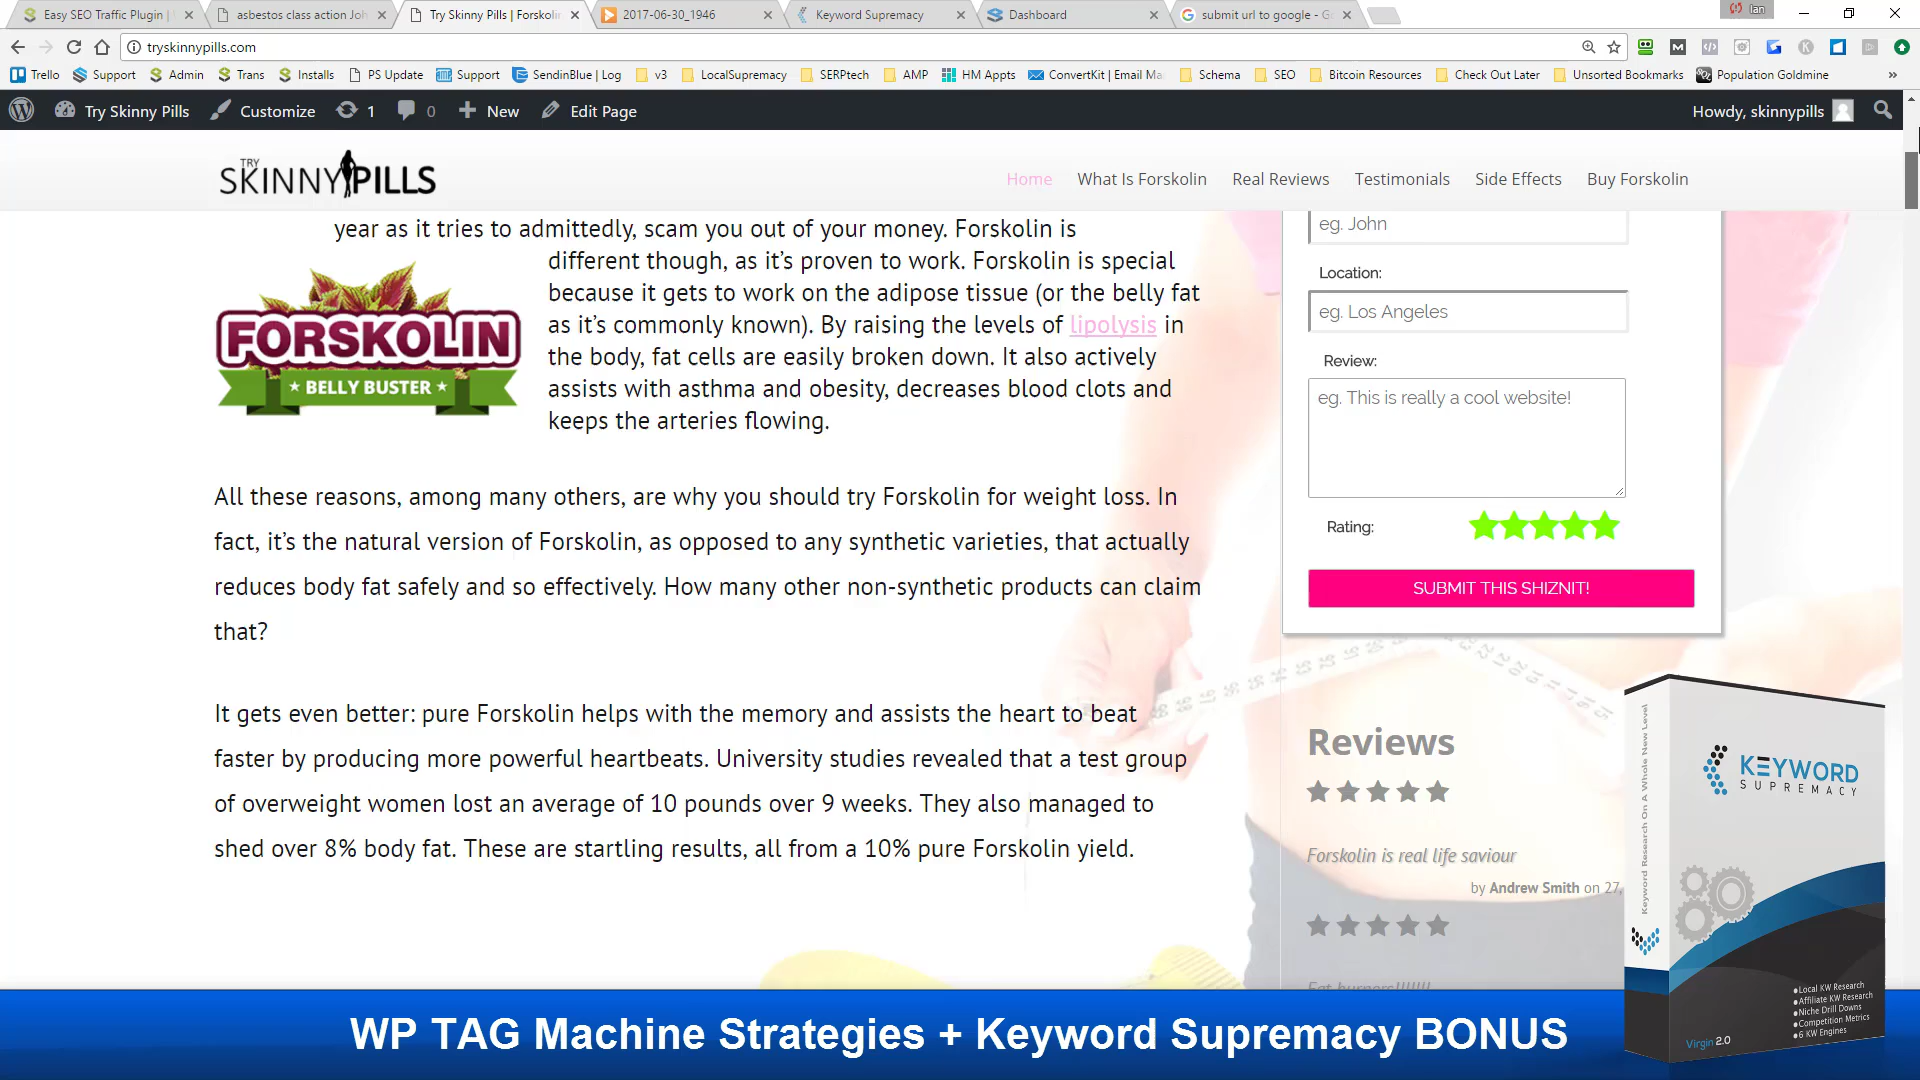 Easy SEO Traffic Plugin |
asbestos class action Joh
Try Skinny Pills | Forskolin
2017-06-30_1946
Keyword Supremacy
Dashboard
submit url to google - Go
Ian
tryskinnypills.com
Trello Support Admin Trans Installs PS Update Support SendinBlue | Log v3 LocalSupremacy SERPtech AMP HM Appts ConvertKit | Email Ma Schema SEO Bitcoin Resources Check Out Later Unsorted Bookmarks Population Goldmine »
Try Skinny Pills Customize 1 0 New Edit Page Howdy, skinnypills
TRY
SKINNY PILLS
Home What Is Forskolin Real Reviews Testimonials Side Effects Buy Forskolin
year as it tries to admittedly, scam you out of your money. Forskolin is
different though, as it's proven to work. Forskolin is special
because it gets to work on the adipose tissue (or the belly fat
as it's commonly known). By raising the levels of lipolysis in
the body, fat cells are easily broken down. It also actively
assists with asthma and obesity, decreases blood clots and
keeps the arteries flowing.
FORSKOLIN
★ BELLY BUSTER ★
All these reasons, among many others, are why you should try Forskolin for weight loss. In
fact, it's the natural version of Forskolin, as opposed to any synthetic varieties, that actually
reduces body fat safely and so effectively. How many other non-synthetic products can claim
that?
It gets even better: pure Forskolin helps with the memory and assists the heart to beat
faster by producing more powerful heartbeats. University studies revealed that a test group
of overweight women lost an average of 10 pounds over 9 weeks. They also managed to
shed over 8% body fat. These are startling results, all from a 10% pure Forskolin yield.
eg. John
Location:
eg. Los Angeles
Review:
eg. This is really a cool website!
Rating:
SUBMIT THIS SHIZNIT!
Reviews
Forskolin is real life saviour
by Andrew Smith on 27,
Fat burners!!!!!!!
Keyword Research On A Whole New Level
KEYWORD
SUPREMACY
Local KW Research
Affiliate KW Research
Niche Drill Downs
Competition Metrics
6 KW Engines
Virgin 2.0
WP TAG Machine Strategies + Keyword Supremacy BONUS